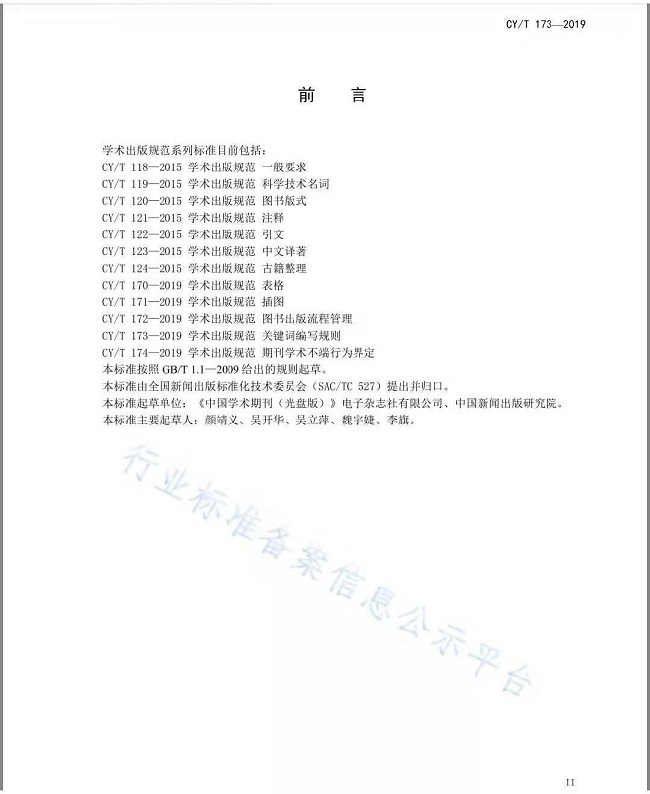 CY/T 173—2019
前 言
学术出版规范系列标准目前包括：
CY/T 118—2015 学术出版规范 一般要求
CY/T 119—2015 学术出版规范 科学技术名词
CY/T 120—2015 学术出版规范 图书版式
CY/T 121—2015 学术出版规范 注释
CY/T 122—2015 学术出版规范 引文
CY/T 123—2015 学术出版规范 中文译著
CY/T 124—2015 学术出版规范 古籍整理
CY/T 170—2019 学术出版规范 表格
CY/T 171—2019 学术出版规范 插图
CY/T 172—2019 学术出版规范 图书出版流程管理
CY/T 173—2019 学术出版规范 关键词编写规则
CY/T 174—2019 学术出版规范 期刊学术不端行为界定
本标准按照 GB/T 1.1—2009 给出的规则起草。
本标准由全国新闻出版标准化技术委员会（SAC/TC 527）提出并归口。
本标准起草单位：《中国学术期刊（光盘版）》电子杂志社有限公司、中国新闻出版研究院。
本标准主要起草人：颜靖义、吴开华、吴立萍、魏宇婕、李旗。
行业标准备案信息公示平台
II